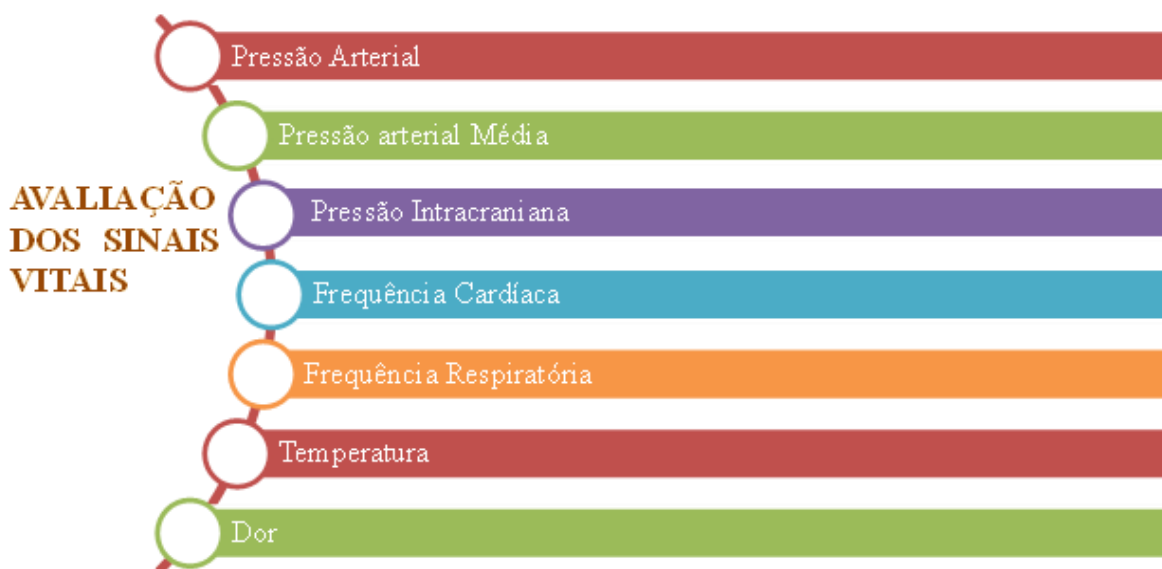 Pressão Arterial
Pressão arterial Média
AVALIAÇÃO
DOS SINAIS
VITAIS
Pressão Intracraniana
Frequência Cardíaca
Frequência Respiratória
Temperatura
Dor